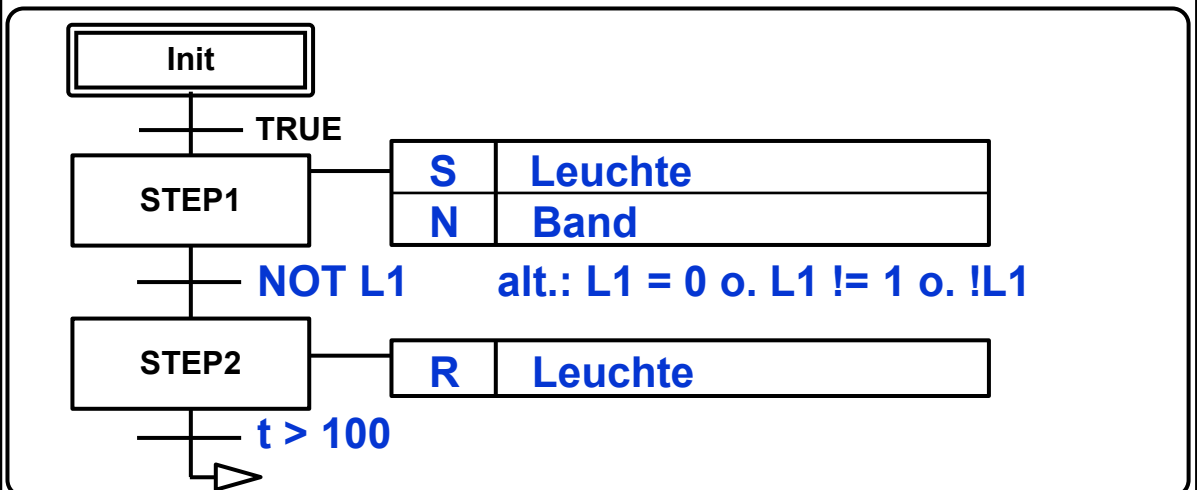 Init
TRUE
STEP1
S Leuchte
N Band
NOT L1 alt.: L1 = 0 o. L1 != 1 o. !L1
STEP2
R Leuchte
t > 100